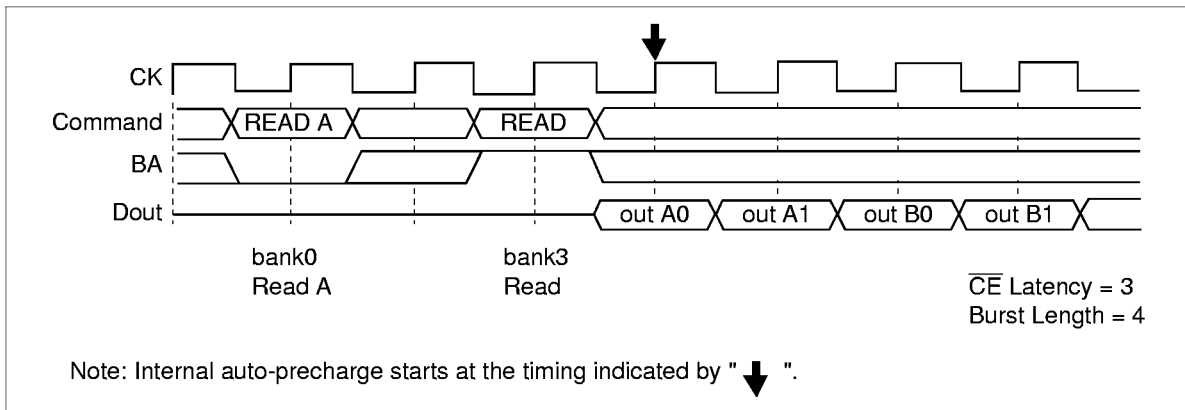 CK
Command READ A READ
BA
Dout out A0 out A1 out B0 out B1
bank0 bank3
Read A Read
CE Latency = 3
Burst Length = 4
Note: Internal auto-precharge starts at the timing indicated by " ".